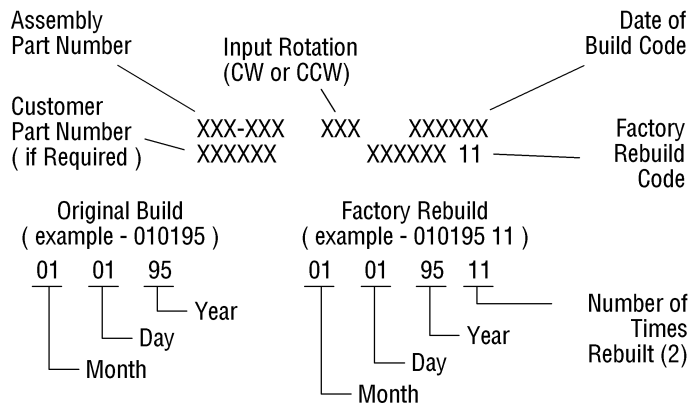 Assembly
Part Number
Input Rotation
(CW or CCW)
Date of
Build Code
Customer
Part Number
( if Required )
XXX-XXX XXX XXXXXX
XXXXXX XXXXXX 11
Factory
Rebuild
Code
Original Build
( example - 010195 )
01 01 95
Year
Day
Month
Factory Rebuild
( example - 010195 11 )
01 01 95 11
Number of
Times
Rebuilt (2)
Year
Day
Month